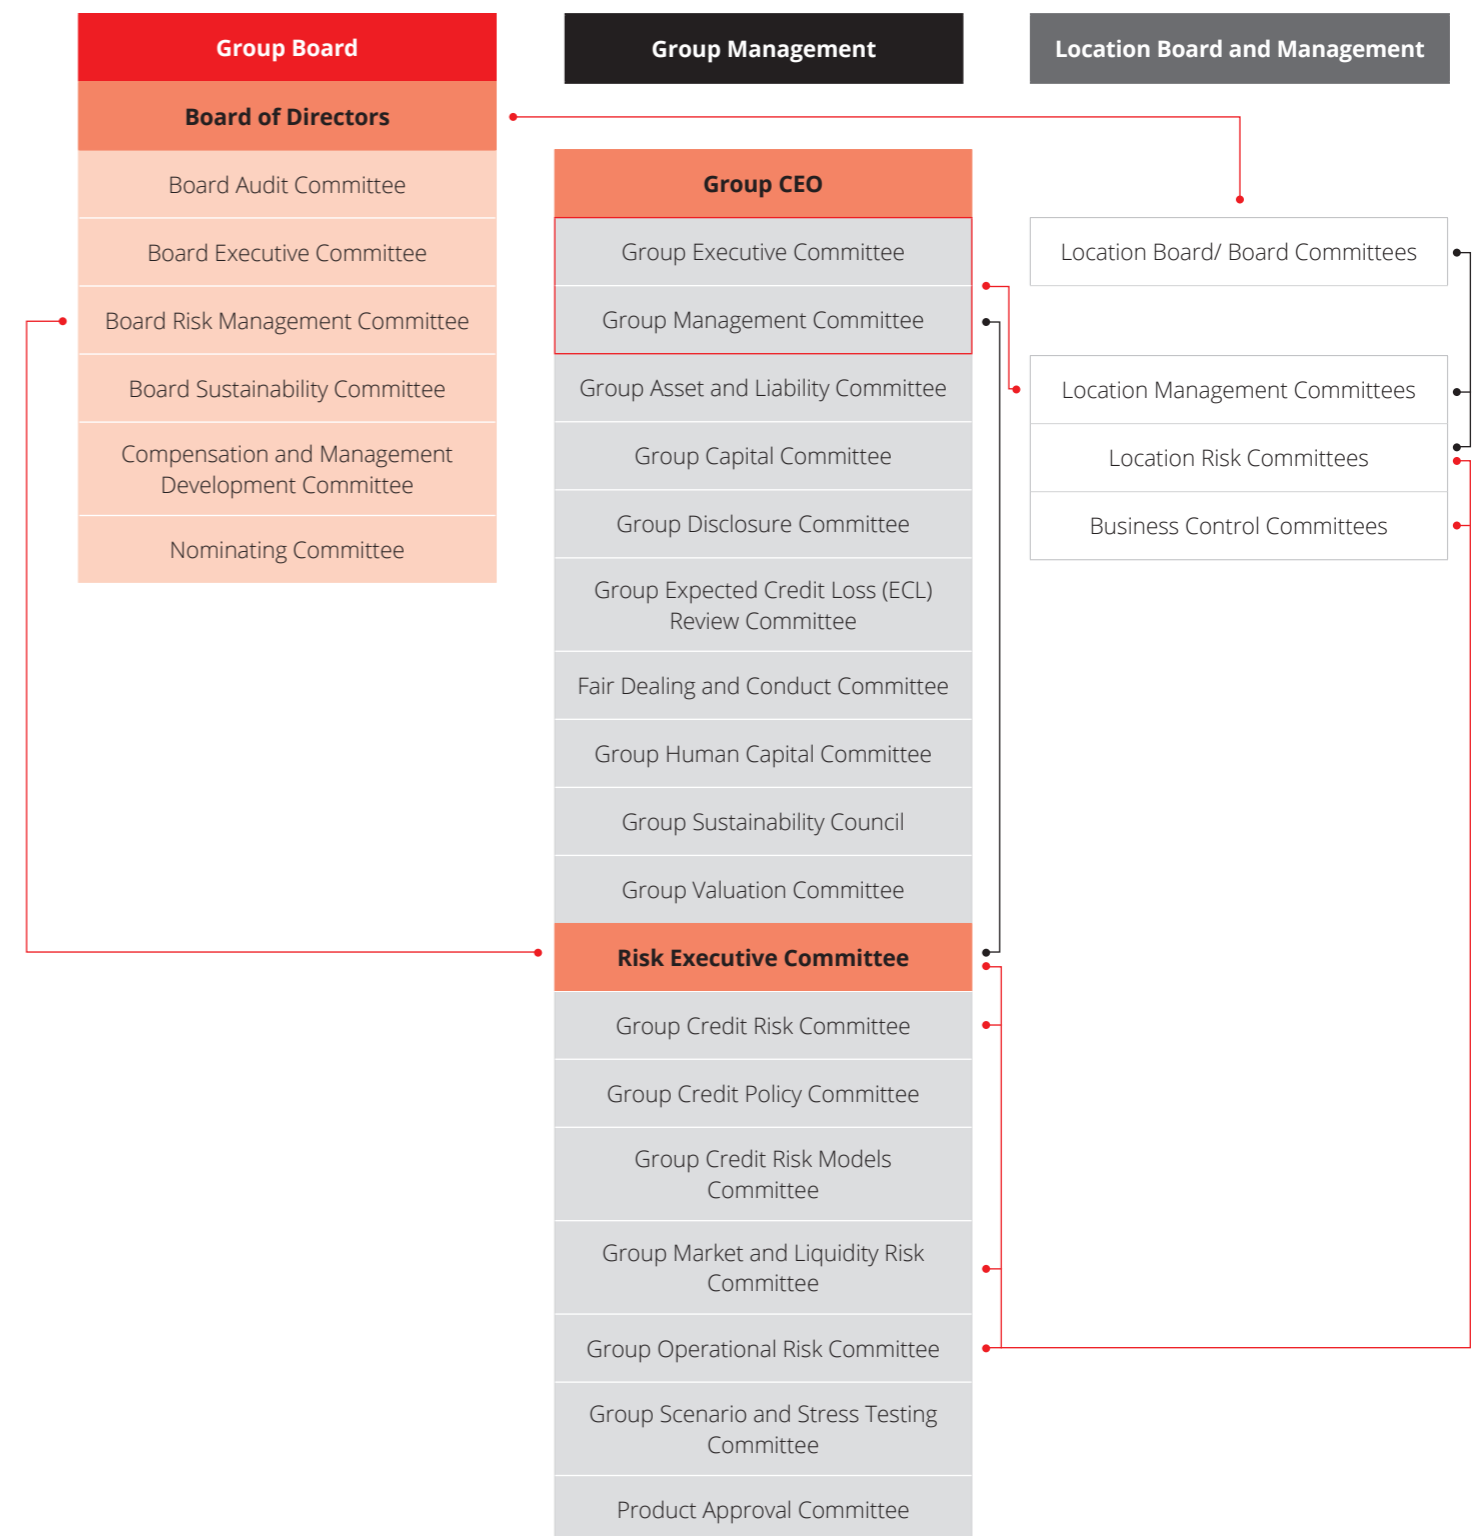 Group Board
Board of Directors
Board Audit Committee
Board Executive Committee
Board Risk Management Committee
Board Sustainability Committee
Compensation and Management
Development Committee
Nominating Committee
Group Management
Group CEO
Group Executive Committee
Group Management Committee
Group Asset and Liability Committee
Group Capital Committee
Group Disclosure Committee
Group Expected Credit Loss (ECL)
Review Committee
Fair Dealing and Conduct Committee
Group Human Capital Committee
Group Sustainability Council
Group Valuation Committee
Risk Executive Committee
Group Credit Risk Committee
Group Credit Policy Committee
Group Credit Risk Models
Committee
Group Market and Liquidity Risk
Committee
Group Operational Risk Committee
Group Scenario and Stress Testing
Committee
Product Approval Committee
Location Board and Management
Location Board/ Board Committees
Location Management Committees
Location Risk Committees
Business Control Committees